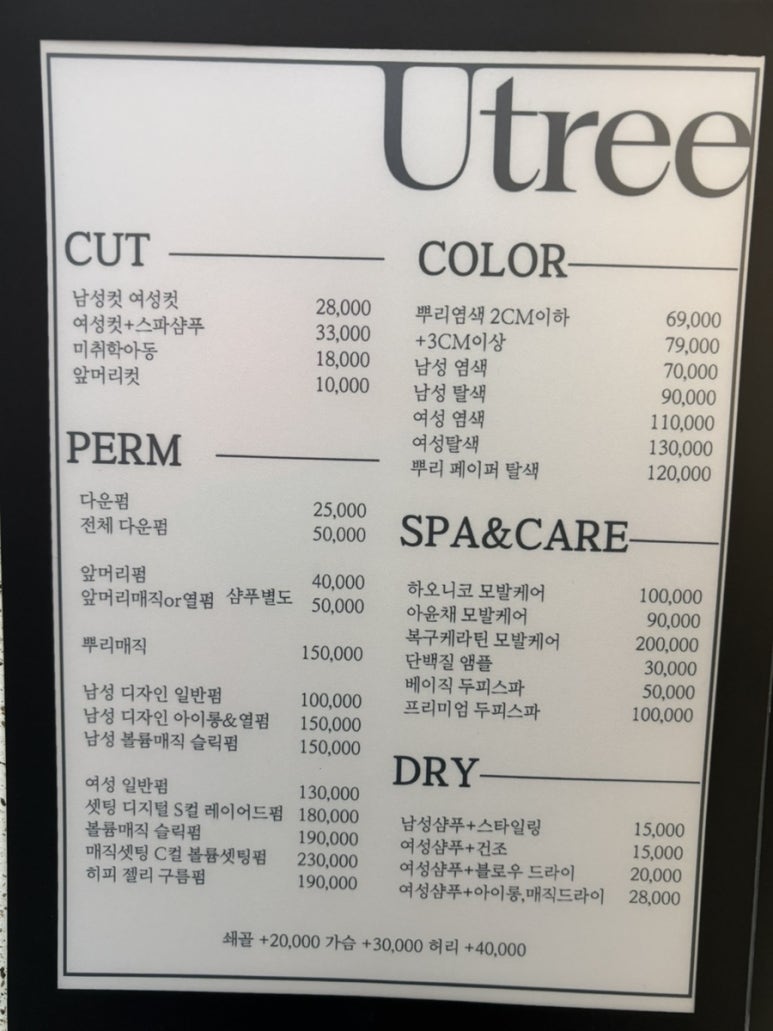 Utree
CUT
남성컷 여성컷 28,000
여성컷+스파샴푸 33,000
미취학아동 18,000
앞머리컷 10,000
PERM
다운펌 25,000
전체 다운펌 50,000
앞머리펌 40,000
앞머리매직or열펌 샴푸별도 50,000
뿌리매직 150,000
남성 디자인 일반펌 100,000
남성 디자인 아이롱&열펌 150,000
남성 볼륨매직 슬릭펌 150,000
여성 일반펌 130,000
셋팅 디지털 S컬 레이어드펌 180,000
볼륨매직 슬릭펌 190,000
매직셋팅 C컬 볼륨셋팅펌 230,000
히피 젤리 구름펌 190,000
COLOR
뿌리염색 2CM이하 69,000
+3CM이상 79,000
남성 염색 70,000
남성 탈색 90,000
여성 염색 110,000
여성탈색 130,000
뿌리 페이퍼 탈색 120,000
SPA&CARE
하오니코 모발케어 100,000
아윤채 모발케어 90,000
복구케라틴 모발케어 200,000
단백질 앰플 30,000
베이직 두피스파 50,000
프리미엄 두피스파 100,000
DRY
남성샴푸+스타일링 15,000
여성샴푸+건조 15,000
여성샴푸+블로우 드라이 20,000
여성샴푸+아이롱,매직드라이 28,000
쇄골 +20,000 가슴 +30,000 허리 +40,000